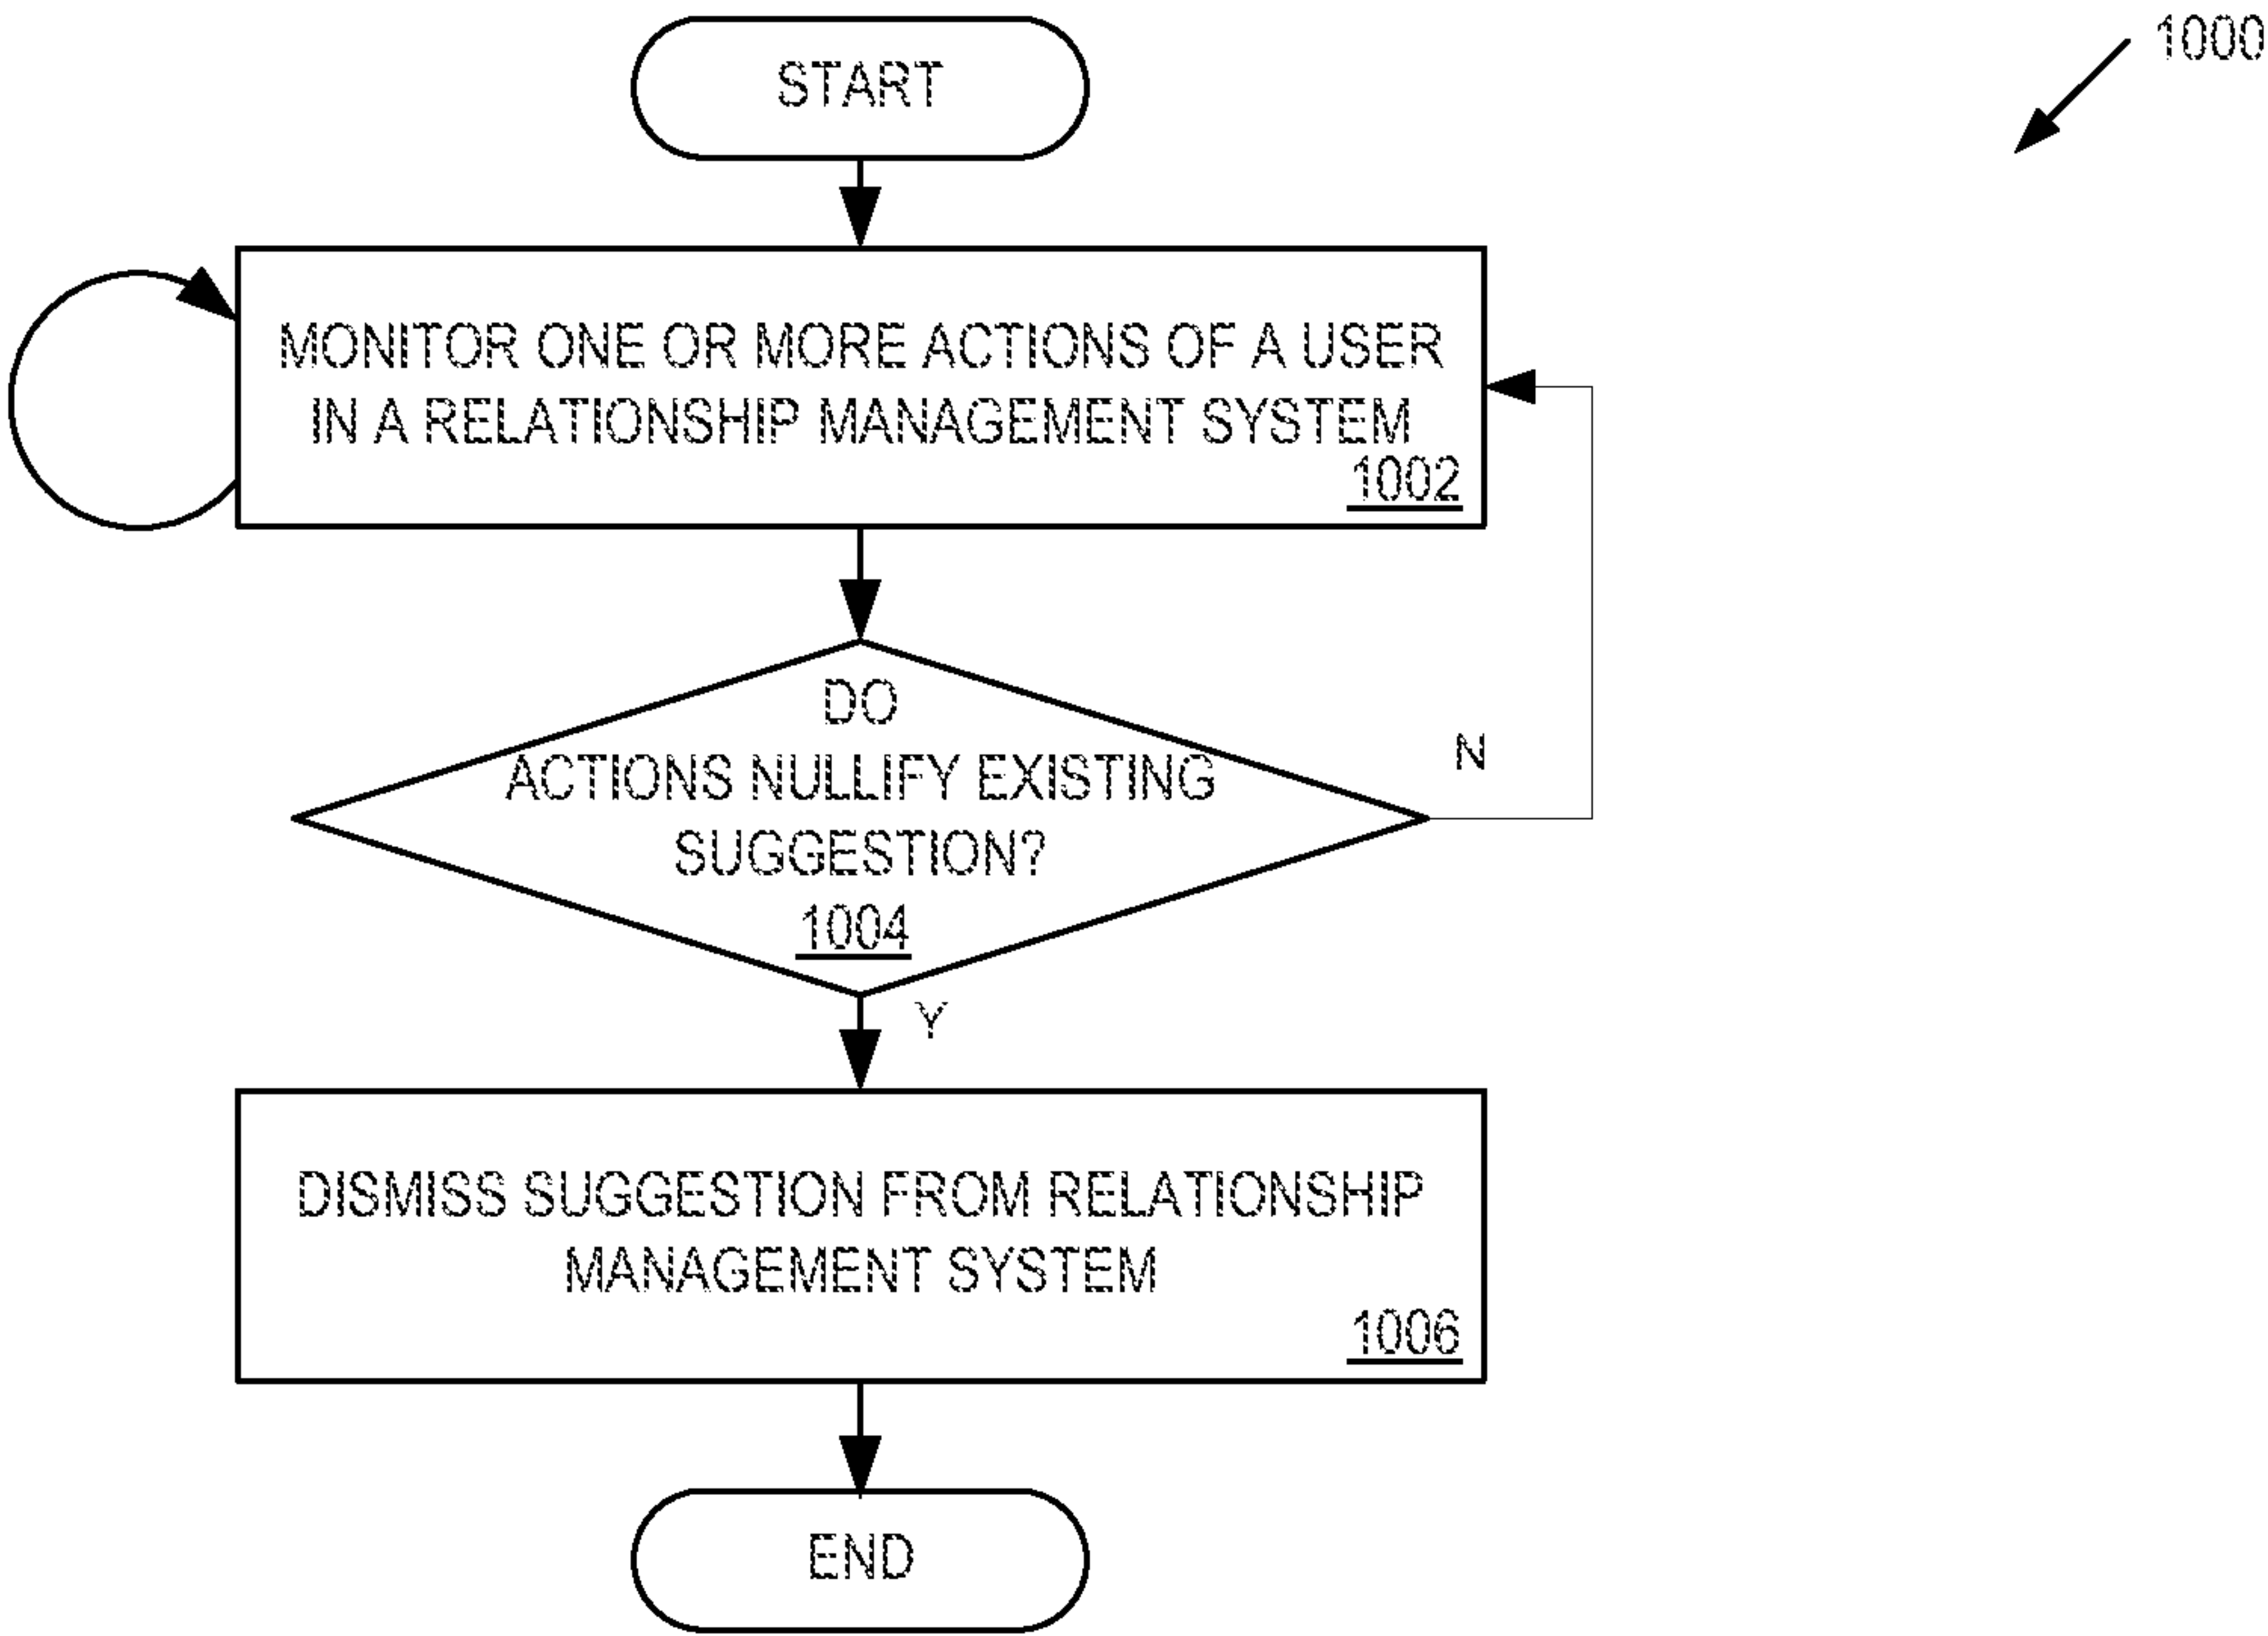 1000
START
MONITOR ONE OR MORE ACTIONS OF A USER
IN A RELATIONSHIP MANAGEMENT SYSTEM
1002
DO
ACTIONS NULLIFY EXISTING
SUGGESTION?
1004
N
Y
DISMISS SUGGESTION FROM RELATIONSHIP
MANAGEMENT SYSTEM
1006
END